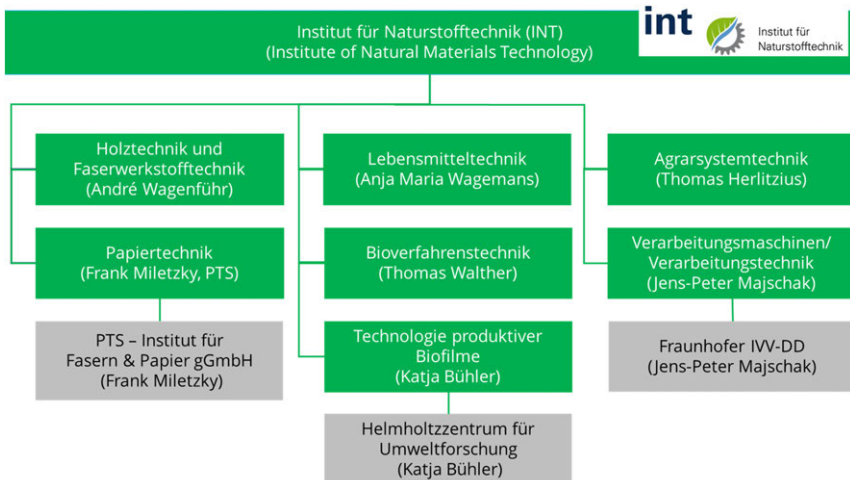 Institut für Naturstofftechnik (INT)
(Institute of Natural Materials Technology)
int
Institut für
Naturstofftechnik
Holztechnik und
Faserwerkstofftechnik
(André Wagenführ)
Lebensmitteltechnik
(Anja Maria Wagemans)
Agrarsystemtechnik
(Thomas Herlitzius)
Papiertechnik
(Frank Miletzky, PTS)
Bioverfahrenstechnik
(Thomas Walther)
Verarbeitungsmaschinen/
Verarbeitungstechnik
(Jens-Peter Majschak)
PTS – Institut für
Fasern & Papier gGmbH
(Frank Miletzky)
Technologie produktiver
Biofilme
(Katja Bühler)
Fraunhofer IVV-DD
(Jens-Peter Majschak)
Helmholtzzentrum für
Umweltforschung
(Katja Bühler)